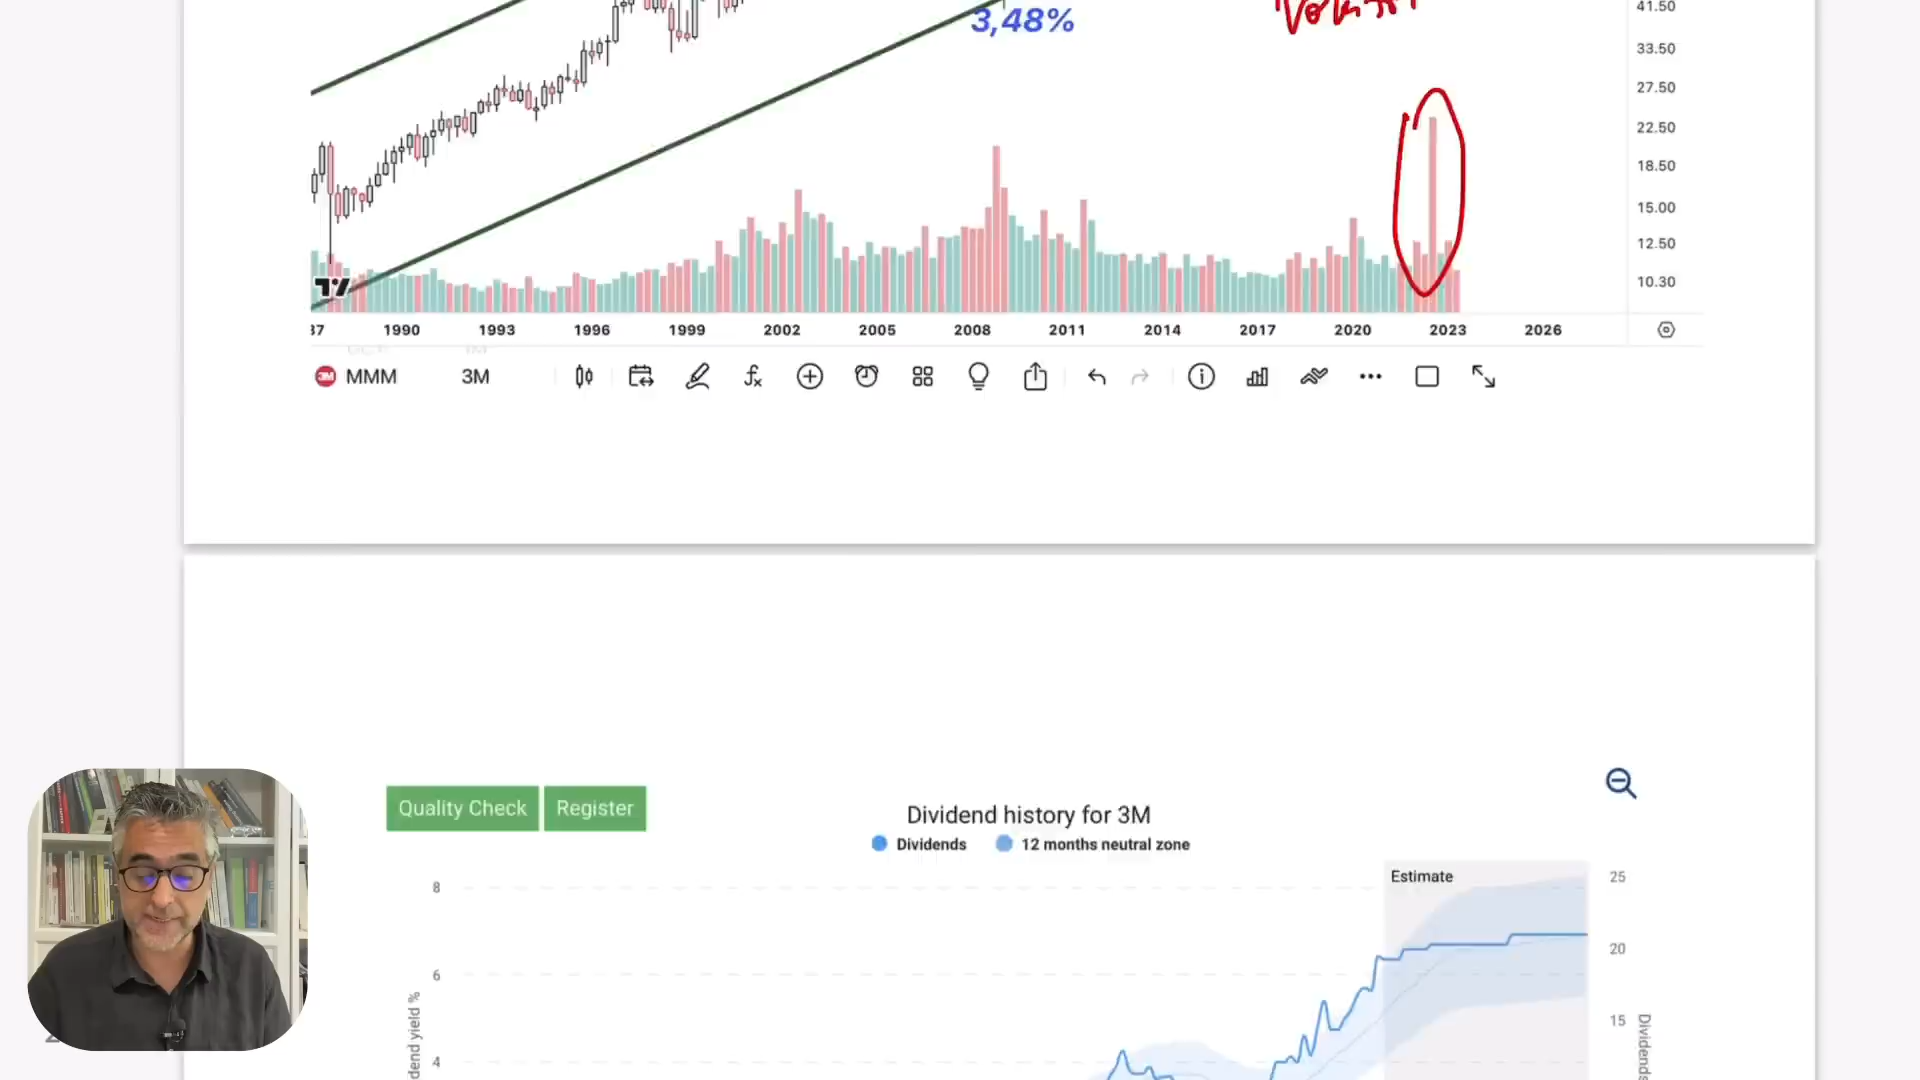 3,48%
41.50
33.50
27.50
22.50
18.50
15.00
12.50
10.30
37 1990 1993 1996 1999 2002 2005 2008 2011 2014 2017 2020 2023 2026
3M MMM 3M
Quality Check Register
Dividend history for 3M
Dividends 12 months neutral zone
Estimate
8 25
6 20
4 15
dend yield %
Dividends